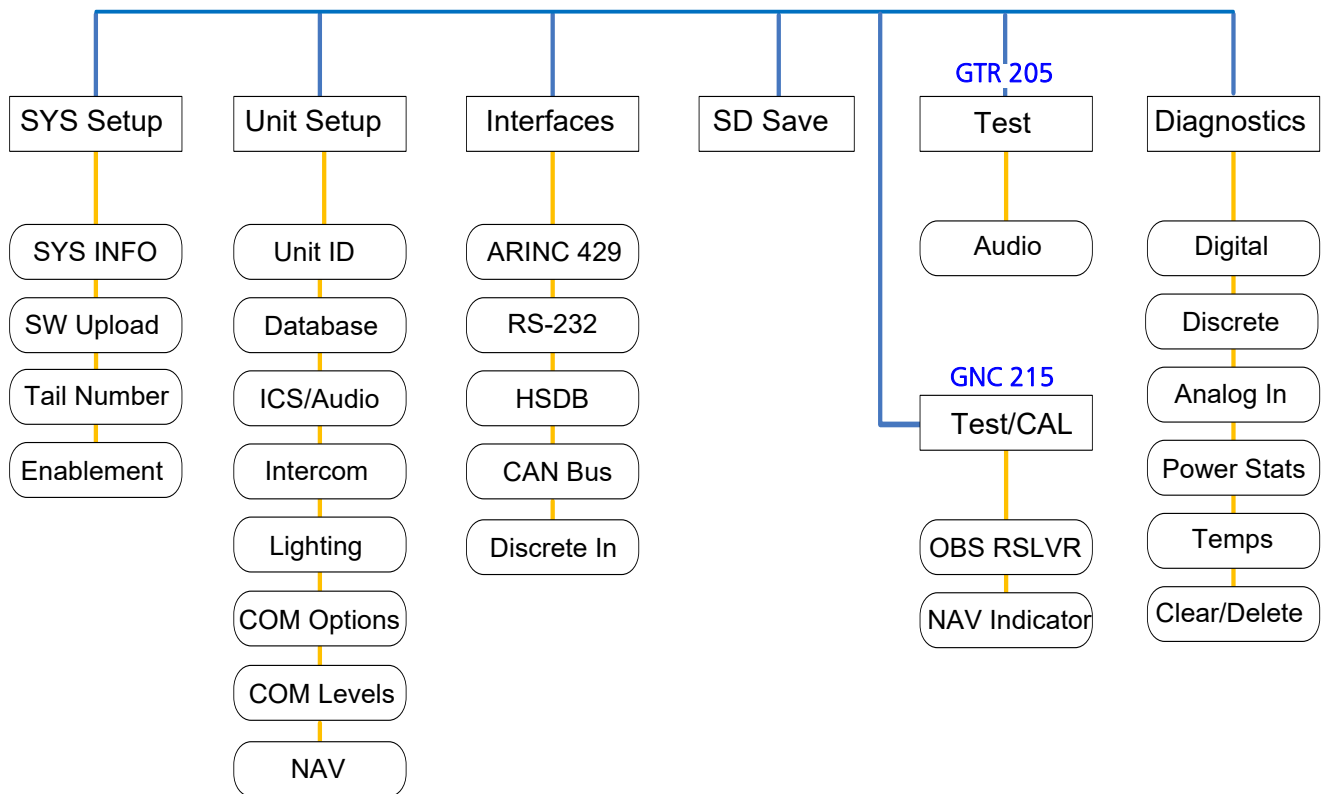 SYS Setup
SYS INFO
SW Upload
Tail Number
Enablement
Unit Setup
Unit ID
Database
ICS/Audio
Intercom
Lighting
COM Options
COM Levels
NAV
Interfaces
ARINC 429
RS-232
HSDB
CAN Bus
Discrete In
SD Save
GTR 205
Test
Audio
GNC 215
Test/CAL
OBS RSLVR
NAV Indicator
Diagnostics
Digital
Discrete
Analog In
Power Stats
Temps
Clear/Delete